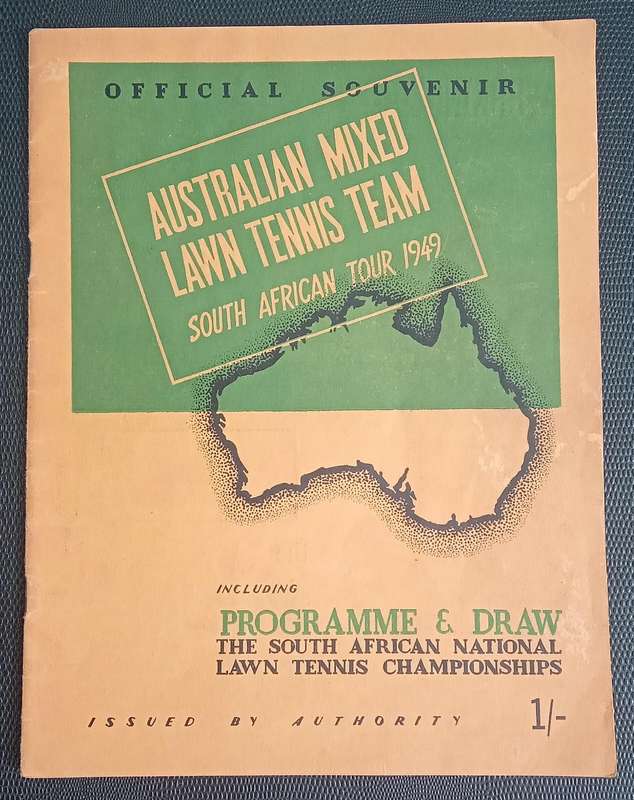 OFFICIAL SOUVENIR
AUSTRALIAN MIXED
LAWN TENNIS TEAM
SOUTH AFRICAN TOUR 1949
INCLUDING
PROGRAMME & DRAW
THE SOUTH AFRICAN NATIONAL
LAWN TENNIS CHAMPIONSHIPS
ISSUED BY AUTHORITY
1/-